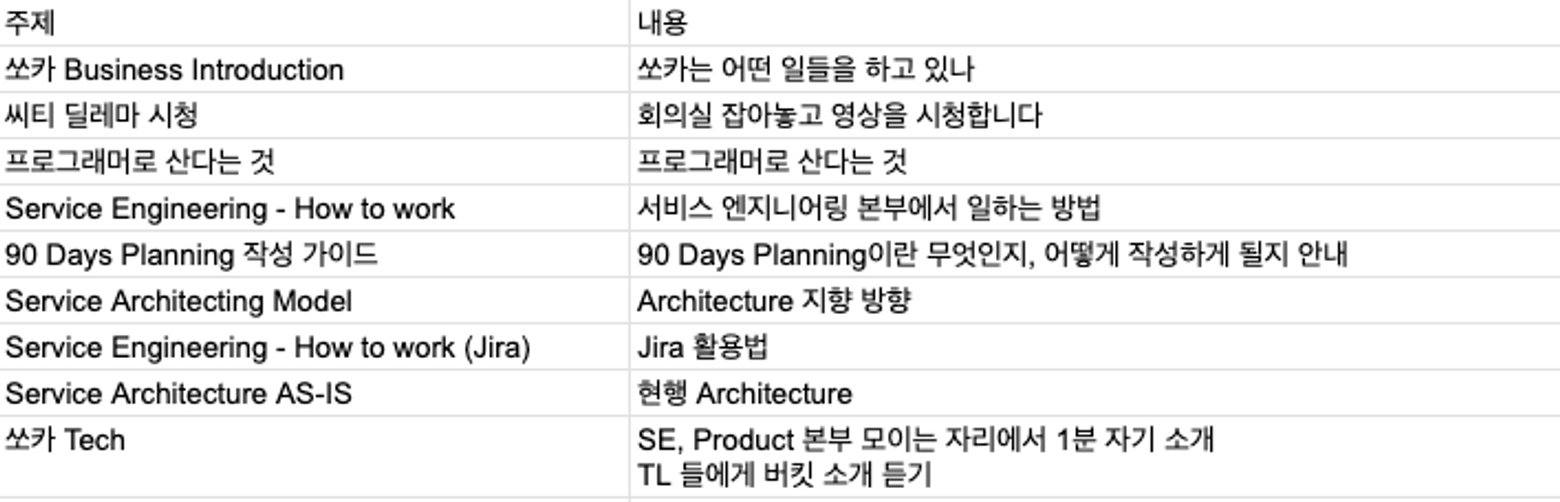 주제 내용
쏘카 Business Introduction 쏘카는 어떤 일들을 하고 있나
씨티 딜레마 시청 회의실 잡아놓고 영상을 시청합니다
프로그래머로 산다는 것 프로그래머로 산다는 것
Service Engineering - How to work 서비스 엔지니어링 본부에서 일하는 방법
90 Days Planning 작성 가이드 90 Days Planning이란 무엇인지, 어떻게 작성하게 될지 안내
Service Architecting Model Architecture 지향 방향
Service Engineering - How to work (Jira) Jira 활용법
Service Architecture AS-IS 현행 Architecture
쏘카 Tech SE, Product 본부 모이는 자리에서 1분 자기 소개
TL 들에게 버킷 소개 듣기